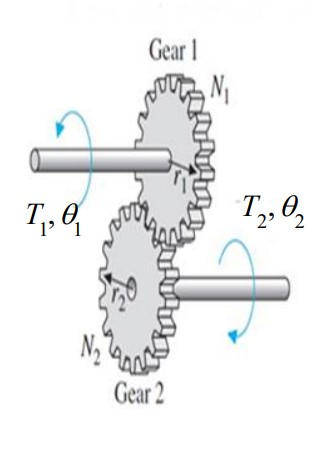 Gear 1
N₁
r₁
T₁, θ₁
T₂, θ₂
r₂
N₂
Gear 2